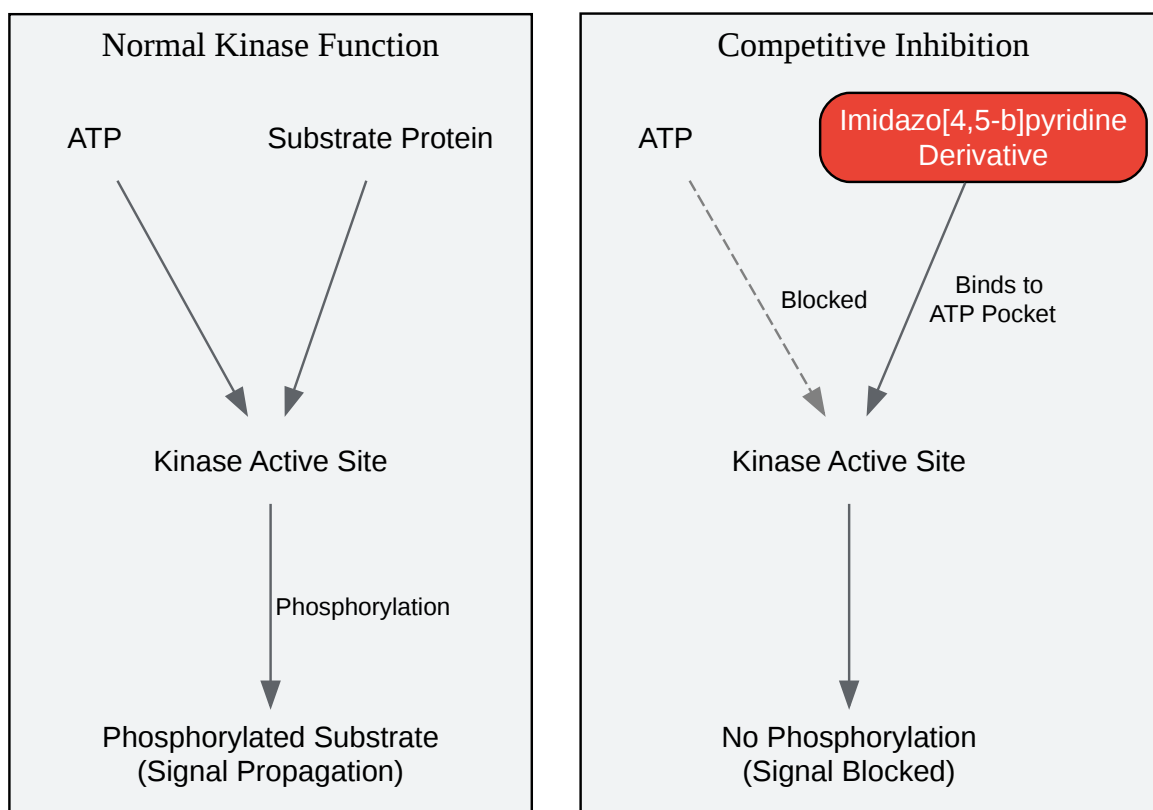 Normal Kinase Function
ATP
Substrate Protein
Kinase Active Site
Phosphorylation
Phosphorylated Substrate
(Signal Propagation)
Competitive Inhibition
ATP
Imidazo[4,5-b]pyridine
Derivative
Blocked
Binds to
ATP Pocket
Kinase Active Site
No Phosphorylation
(Signal Blocked)